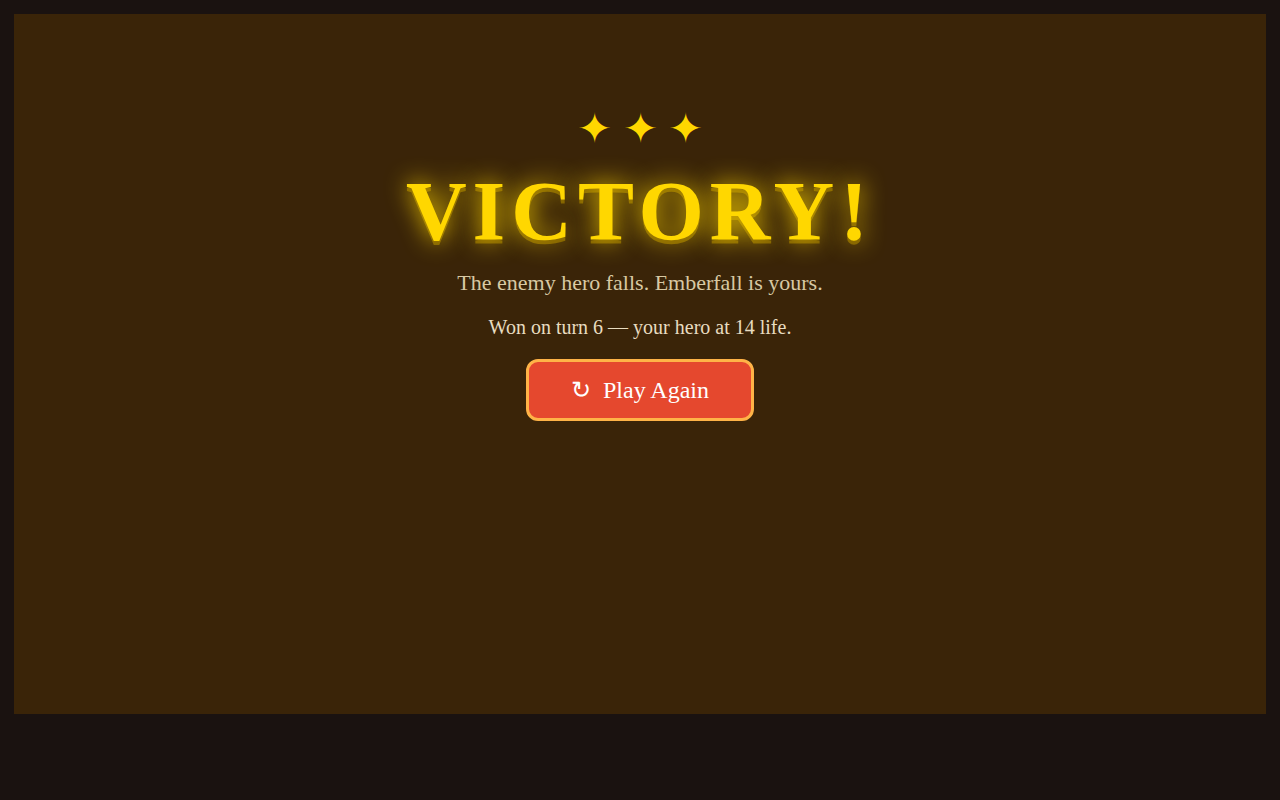 ✦ ✦ ✦
VICTORY!
The enemy hero falls. Emberfall is yours.
Won on turn 6 — your hero at 14 life.
↻ Play Again